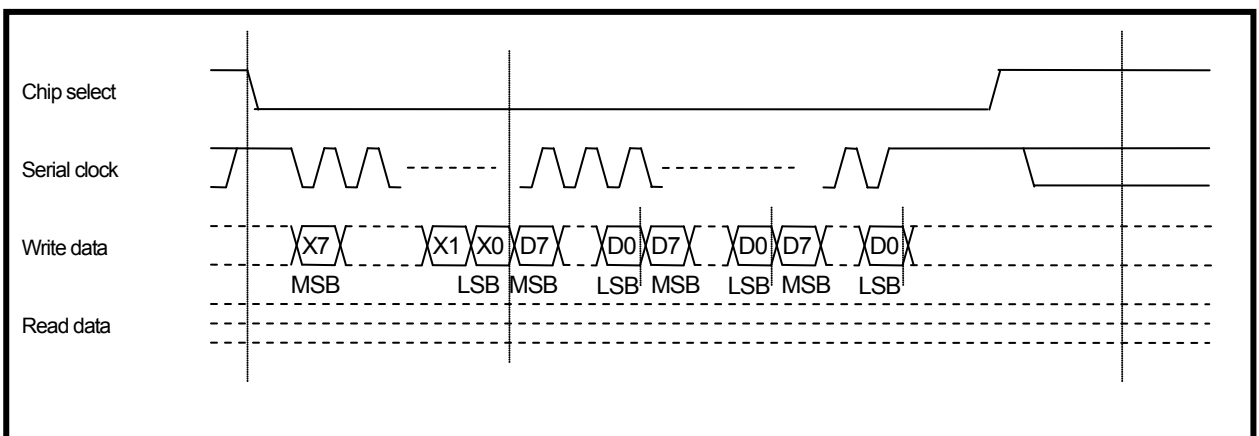 Chip select
Serial clock
Write data
X7 X1 X0 D7 D0 D7 D0 D7 D0
MSB LSB MSB LSB MSB LSB MSB LSB
Read data